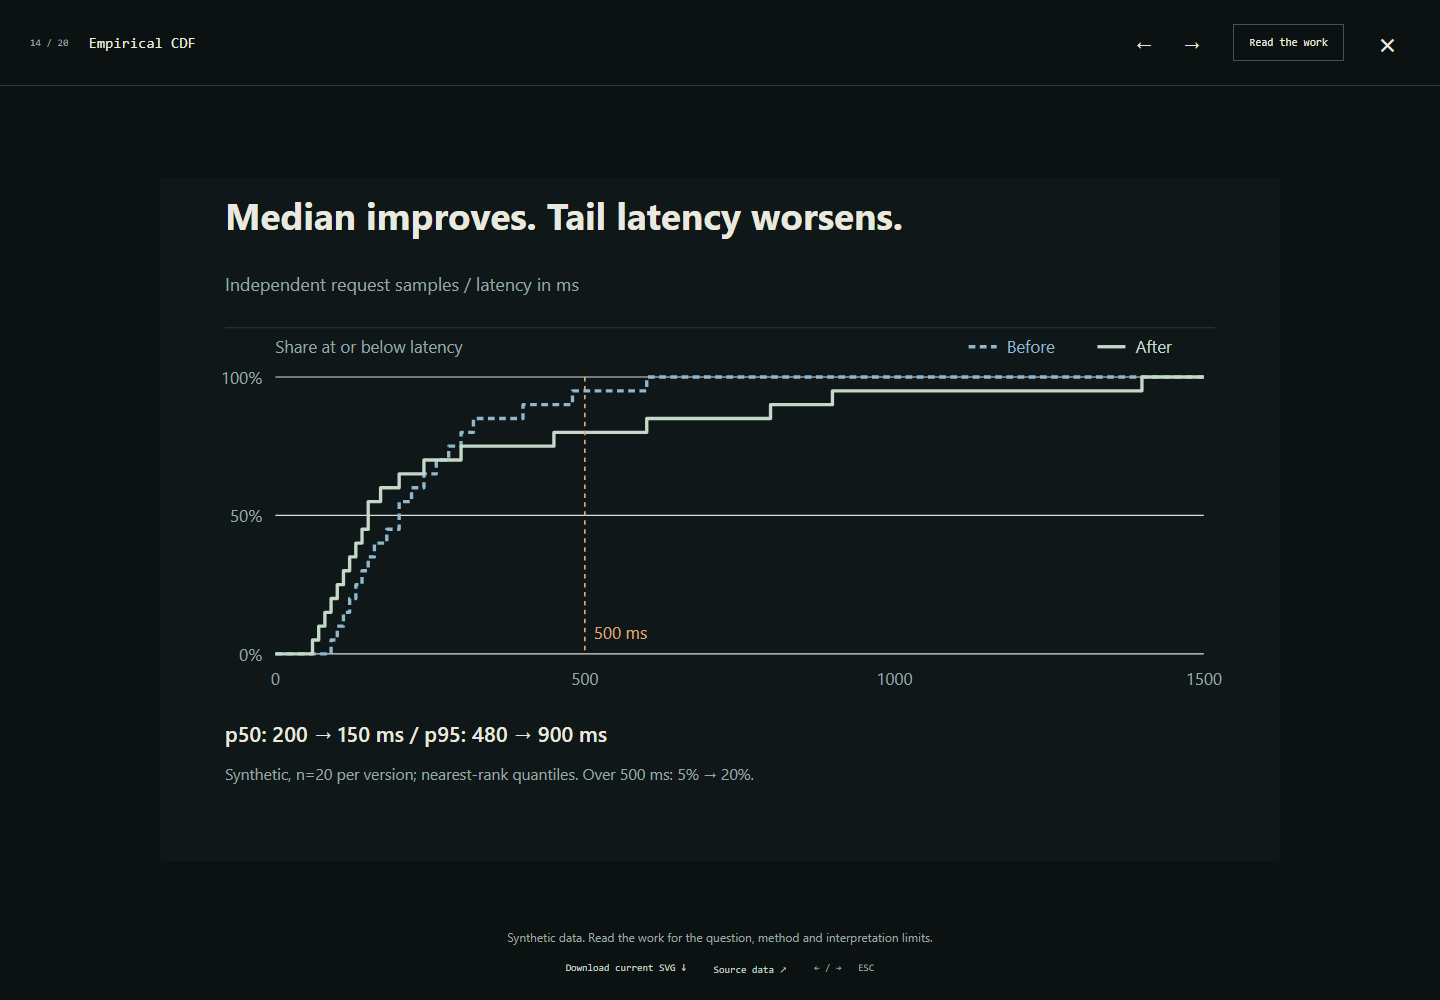 14 / 20 Empirical CDF ← → Read the work ✕
Median improves. Tail latency worsens.
Independent request samples / latency in ms
Share at or below latency Before After
100%
50%
500 ms
0%
0 500 1000 1500
p50: 200 → 150 ms / p95: 480 → 900 ms
Synthetic, n=20 per version; nearest-rank quantiles. Over 500 ms: 5% → 20%.
Synthetic data. Read the work for the question, method and interpretation limits.
Download current SVG ↓ Source data ↗ ← / → ESC